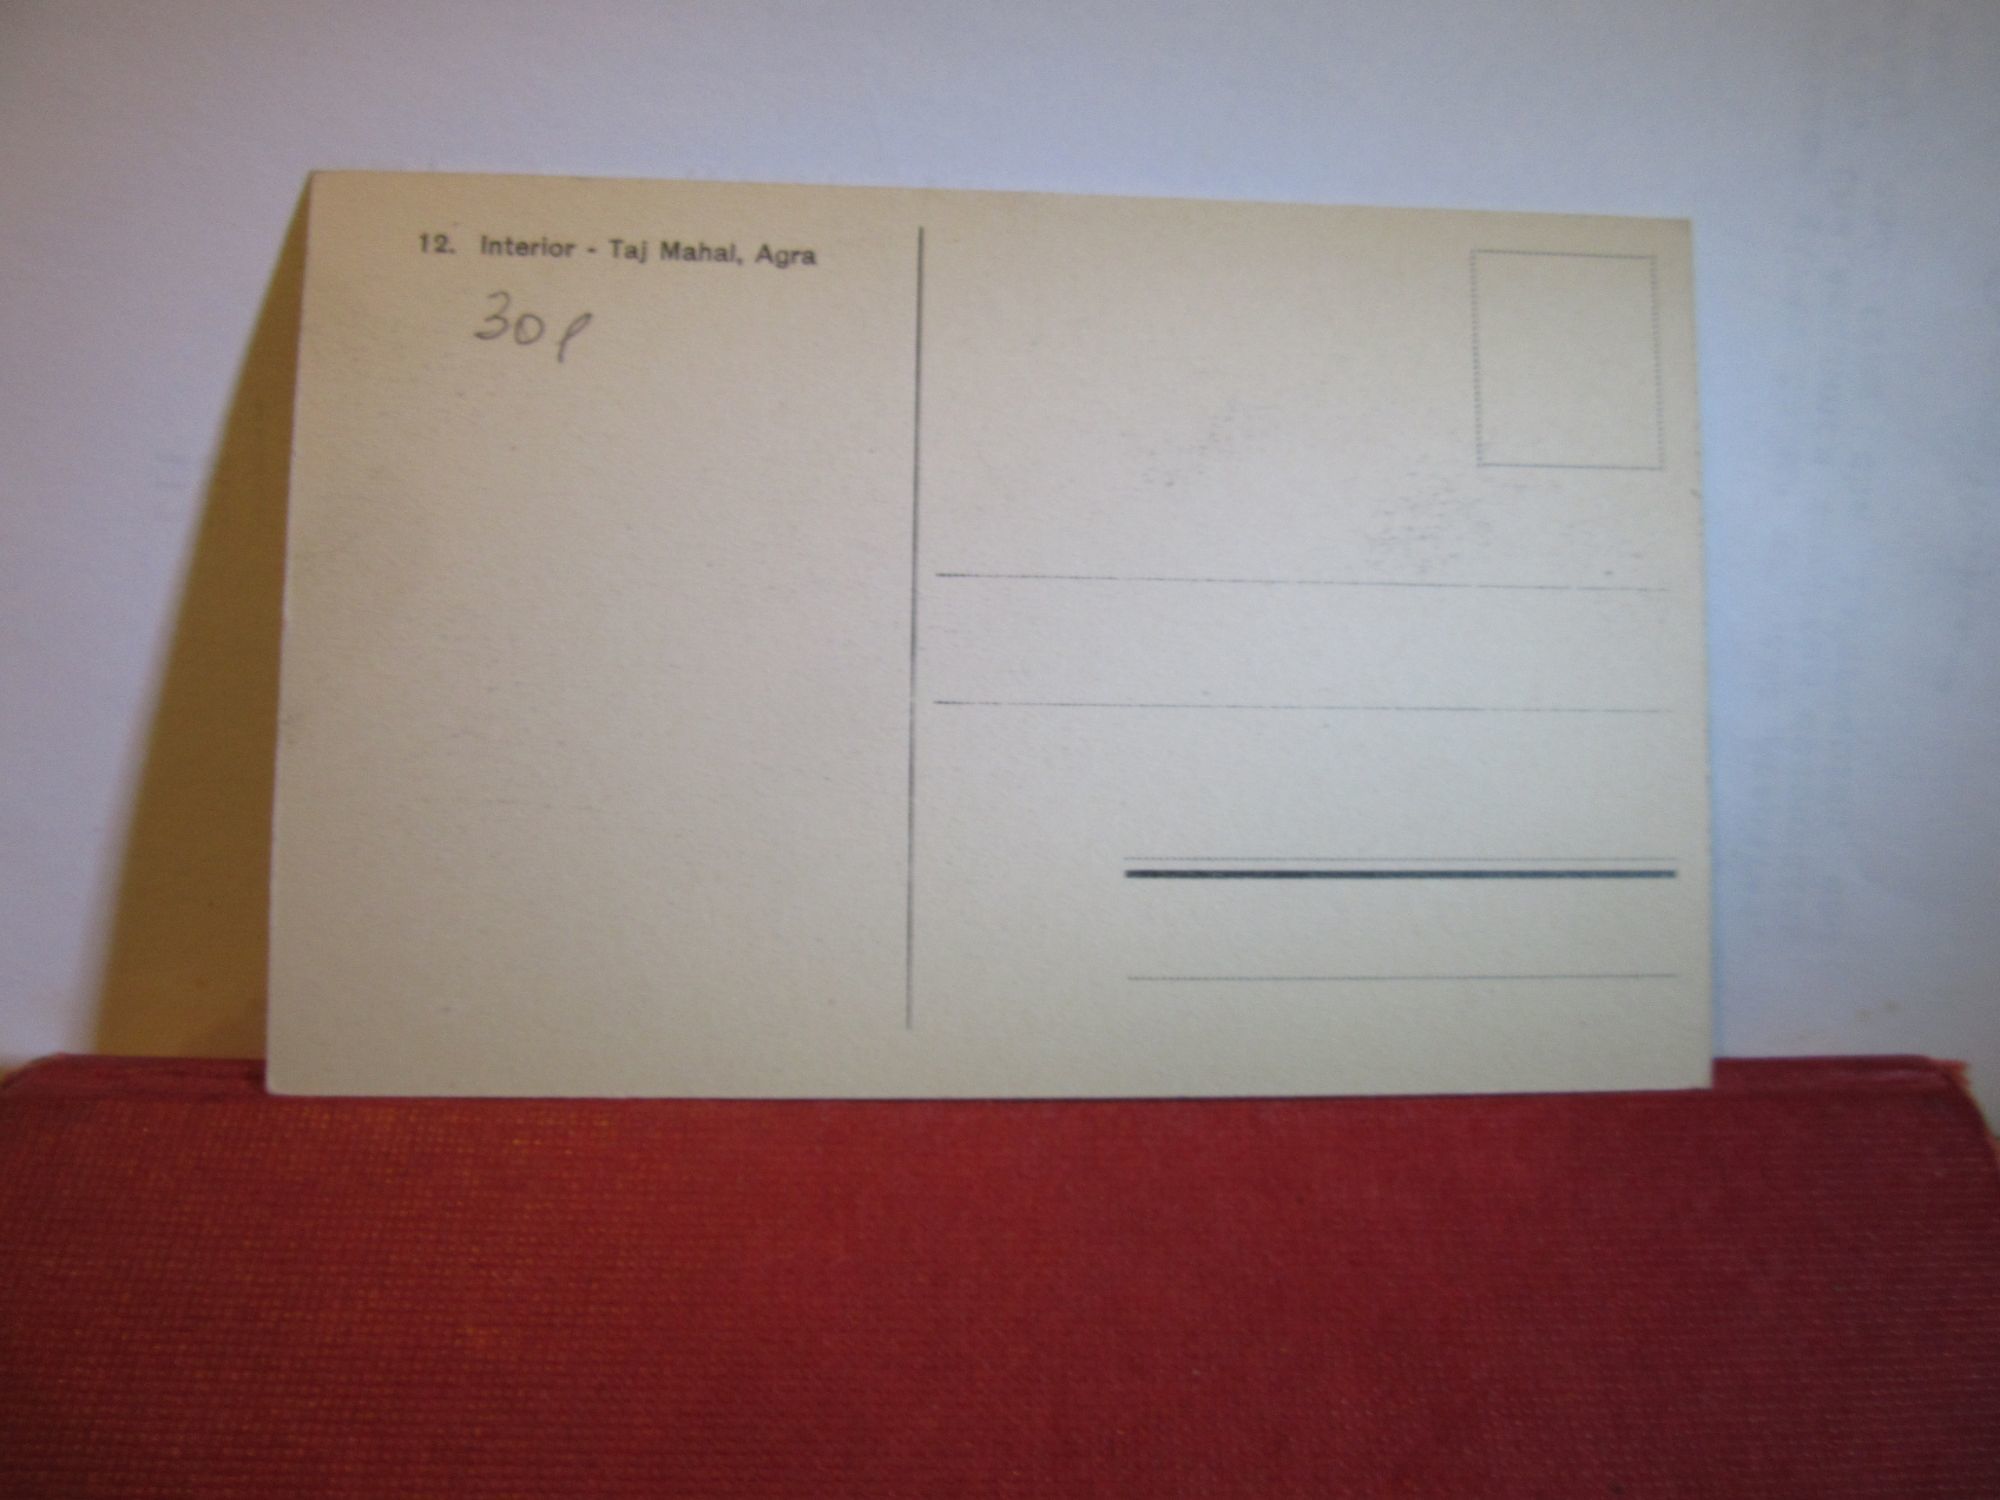 12. Interior - Taj Mahal, Agra
30p